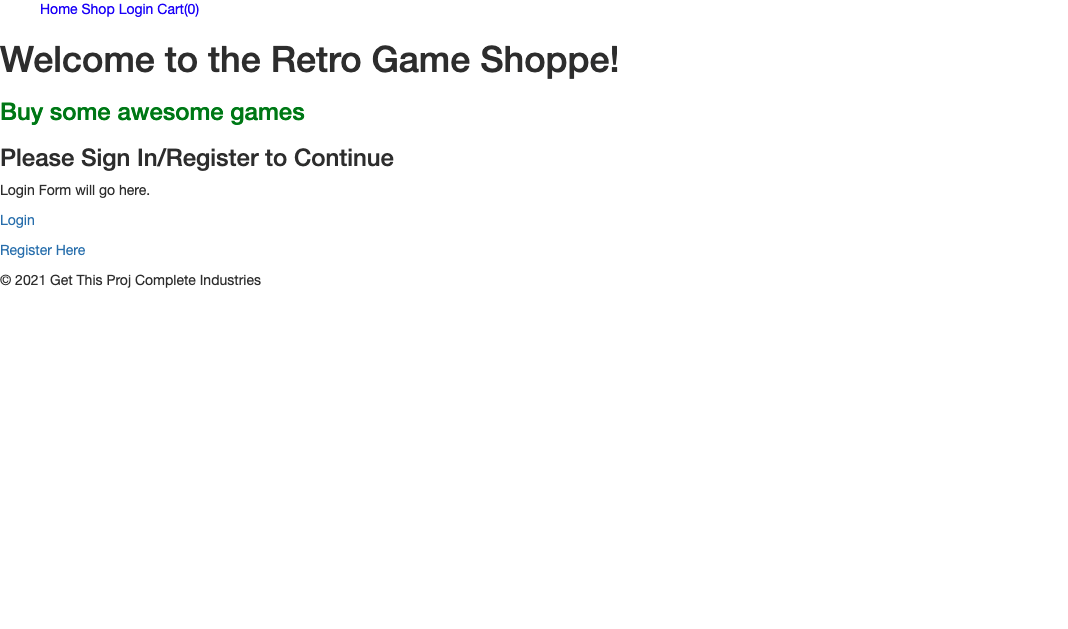 Home Shop Login Cart(0)
Welcome to the Retro Game Shoppe!
Buy some awesome games
Please Sign In/Register to Continue
Login Form will go here.
Login
Register Here
© 2021 Get This Proj Complete Industries